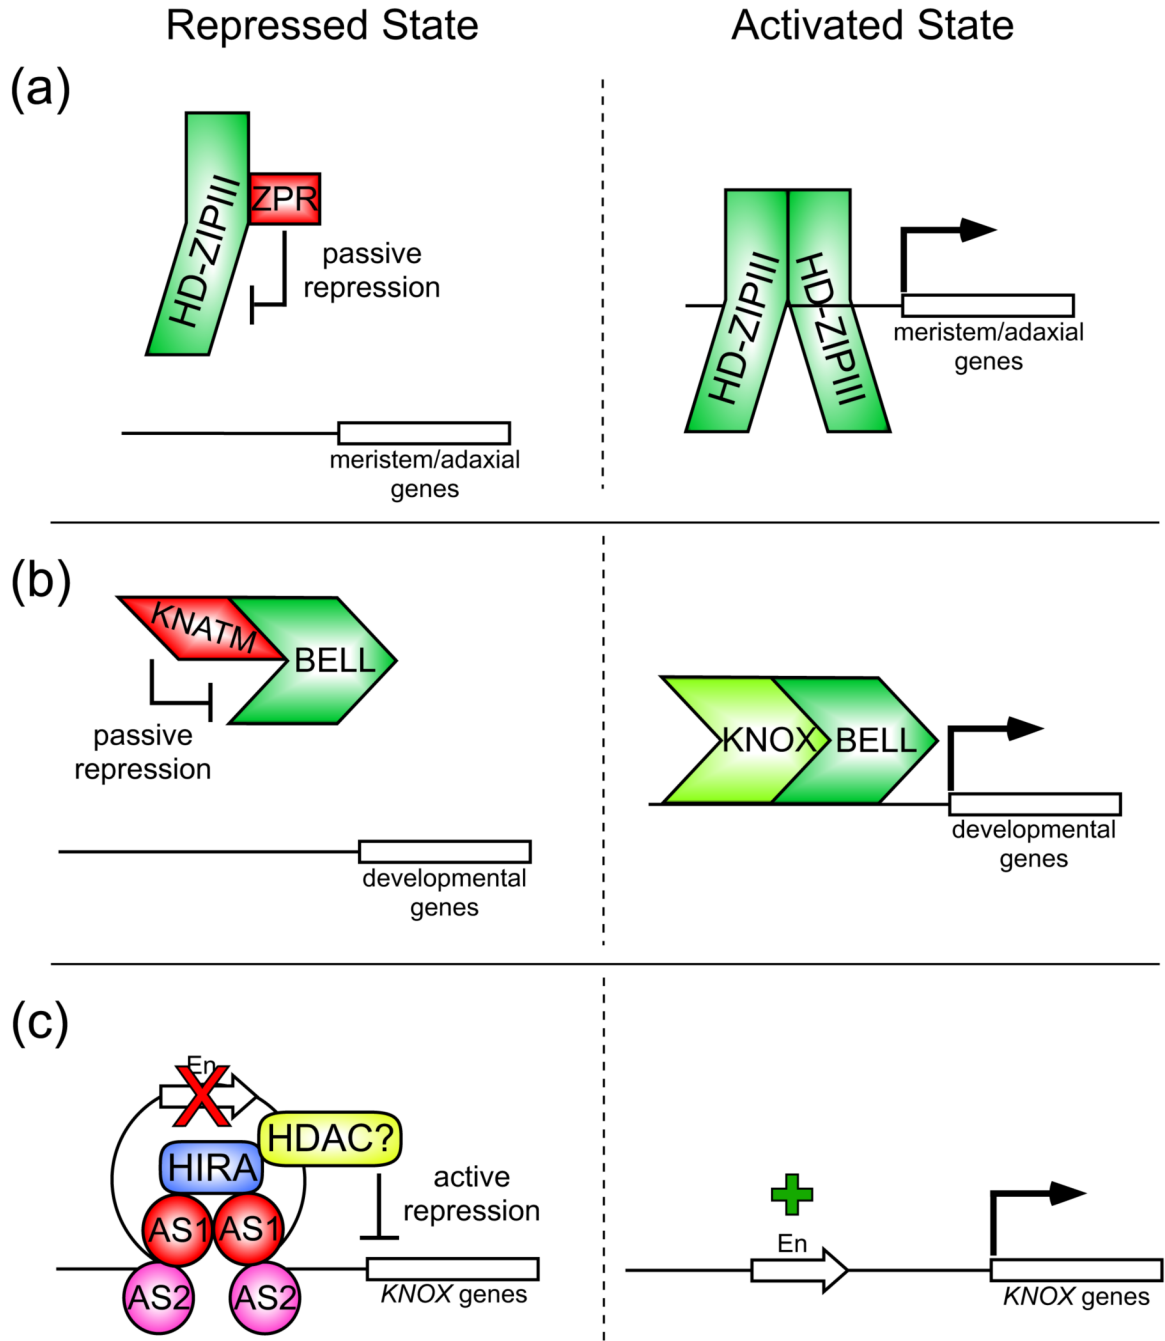 Repressed State
Activated State
(a)
HD-ZIPIII
ZPR
passive
repression
meristem/adaxial
genes
HD-ZIPIII
HD-ZIPIII
meristem/adaxial
genes
(b)
KNATM
BELL
passive
repression
developmental
genes
KNOX
BELL
developmental
genes
(c)
En
HDAC?
HIRA
AS1
AS1
AS2
AS2
active
repression
KNOX genes
En
KNOX genes